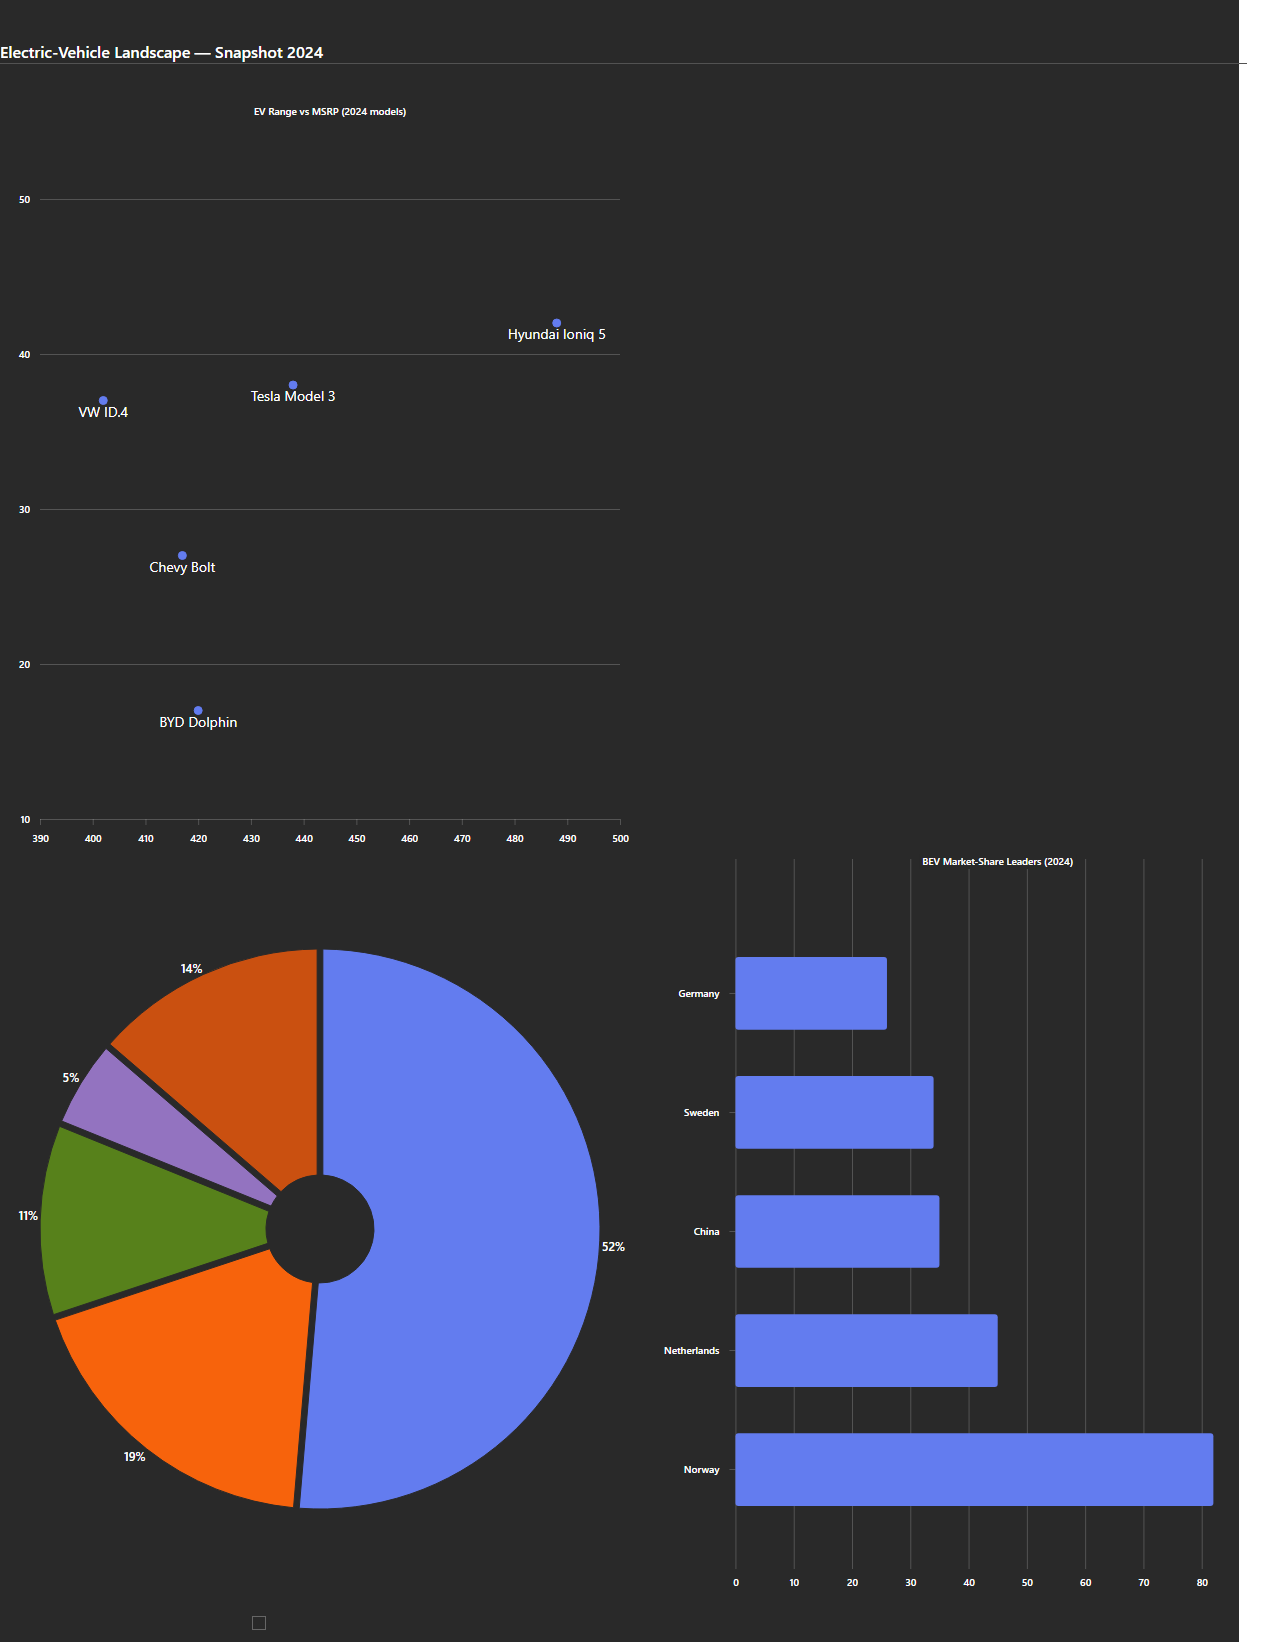 Electric-Vehicle Landscape — Snapshot 2024
EV Range vs MSRP (2024 models)
50
Hyundai Ioniq 5
40
Tesla Model 3
VW ID.4
30
Chevy Bolt
20
BYD Dolphin
10
390 400 410 420 430 440 450 460 470 480 490 500
14%
5%
11%
52%
19%
BEV Market-Share Leaders (2024)
Germany
Sweden
China
Netherlands
Norway
0 10 20 30 40 50 60 70 80